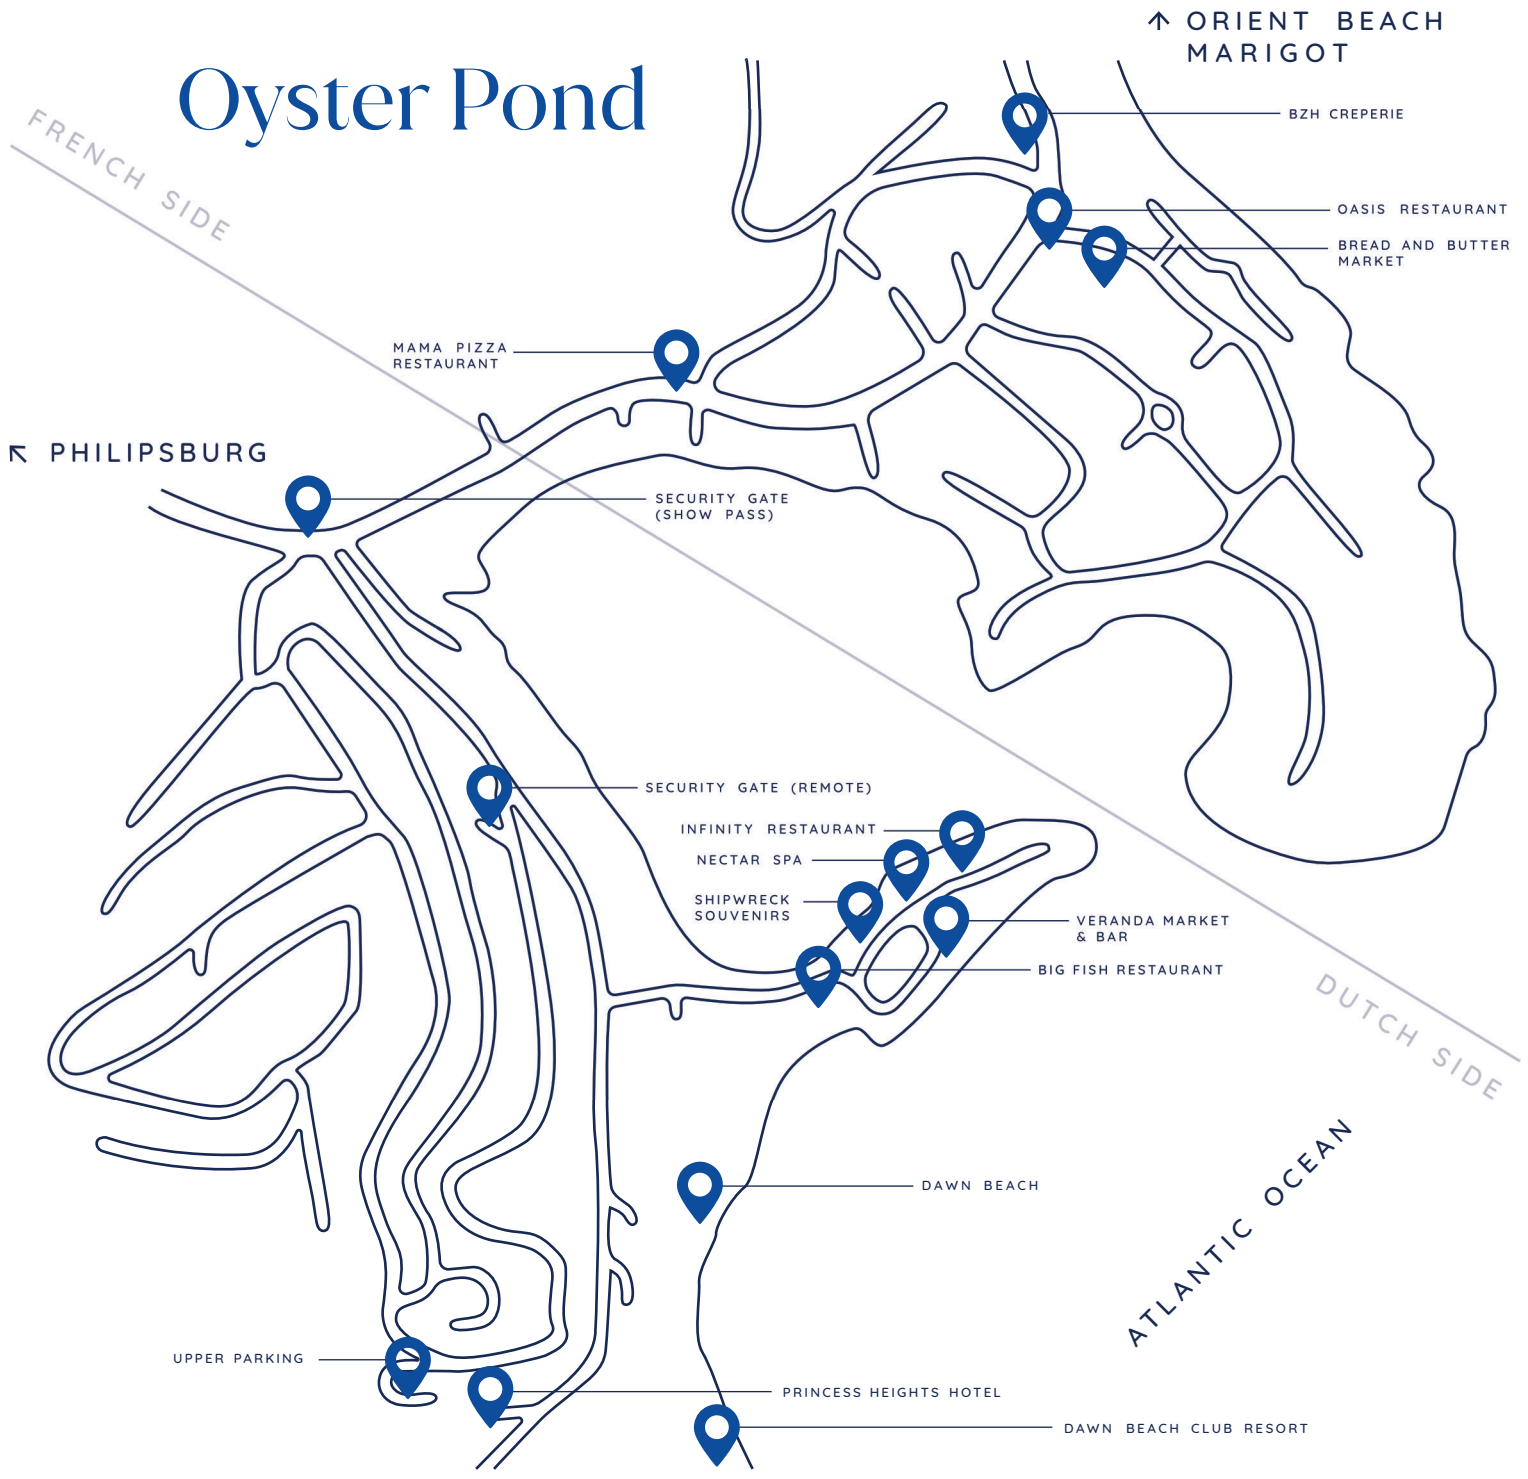 ↑ ORIENT BEACH
MARIGOT
Oyster Pond
FRENCH SIDE
BZH CREPERIE
OASIS RESTAURANT
BREAD AND BUTTER
MARKET
MAMA PIZZA
RESTAURANT
↖ PHILIPSBURG
SECURITY GATE
(SHOW PASS)
SECURITY GATE (REMOTE)
INFINITY RESTAURANT
NECTAR SPA
SHIPWRECK
SOUVENIRS
VERANDA MARKET
& BAR
BIG FISH RESTAURANT
DUTCH SIDE
ATLANTIC OCEAN
DAWN BEACH
UPPER PARKING
PRINCESS HEIGHTS HOTEL
DAWN BEACH CLUB RESORT